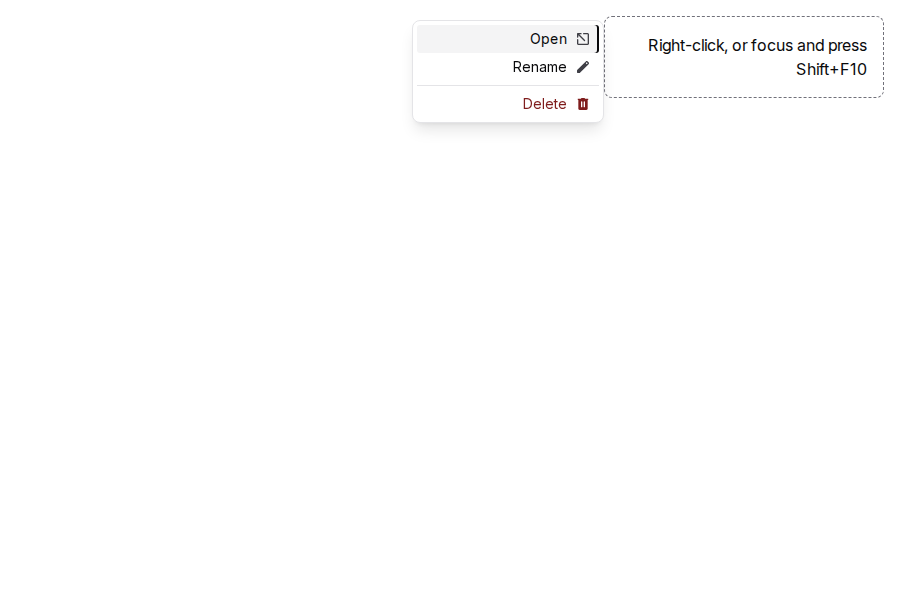 Open
Rename
Delete
Right-click, or focus and press
Shift+F10